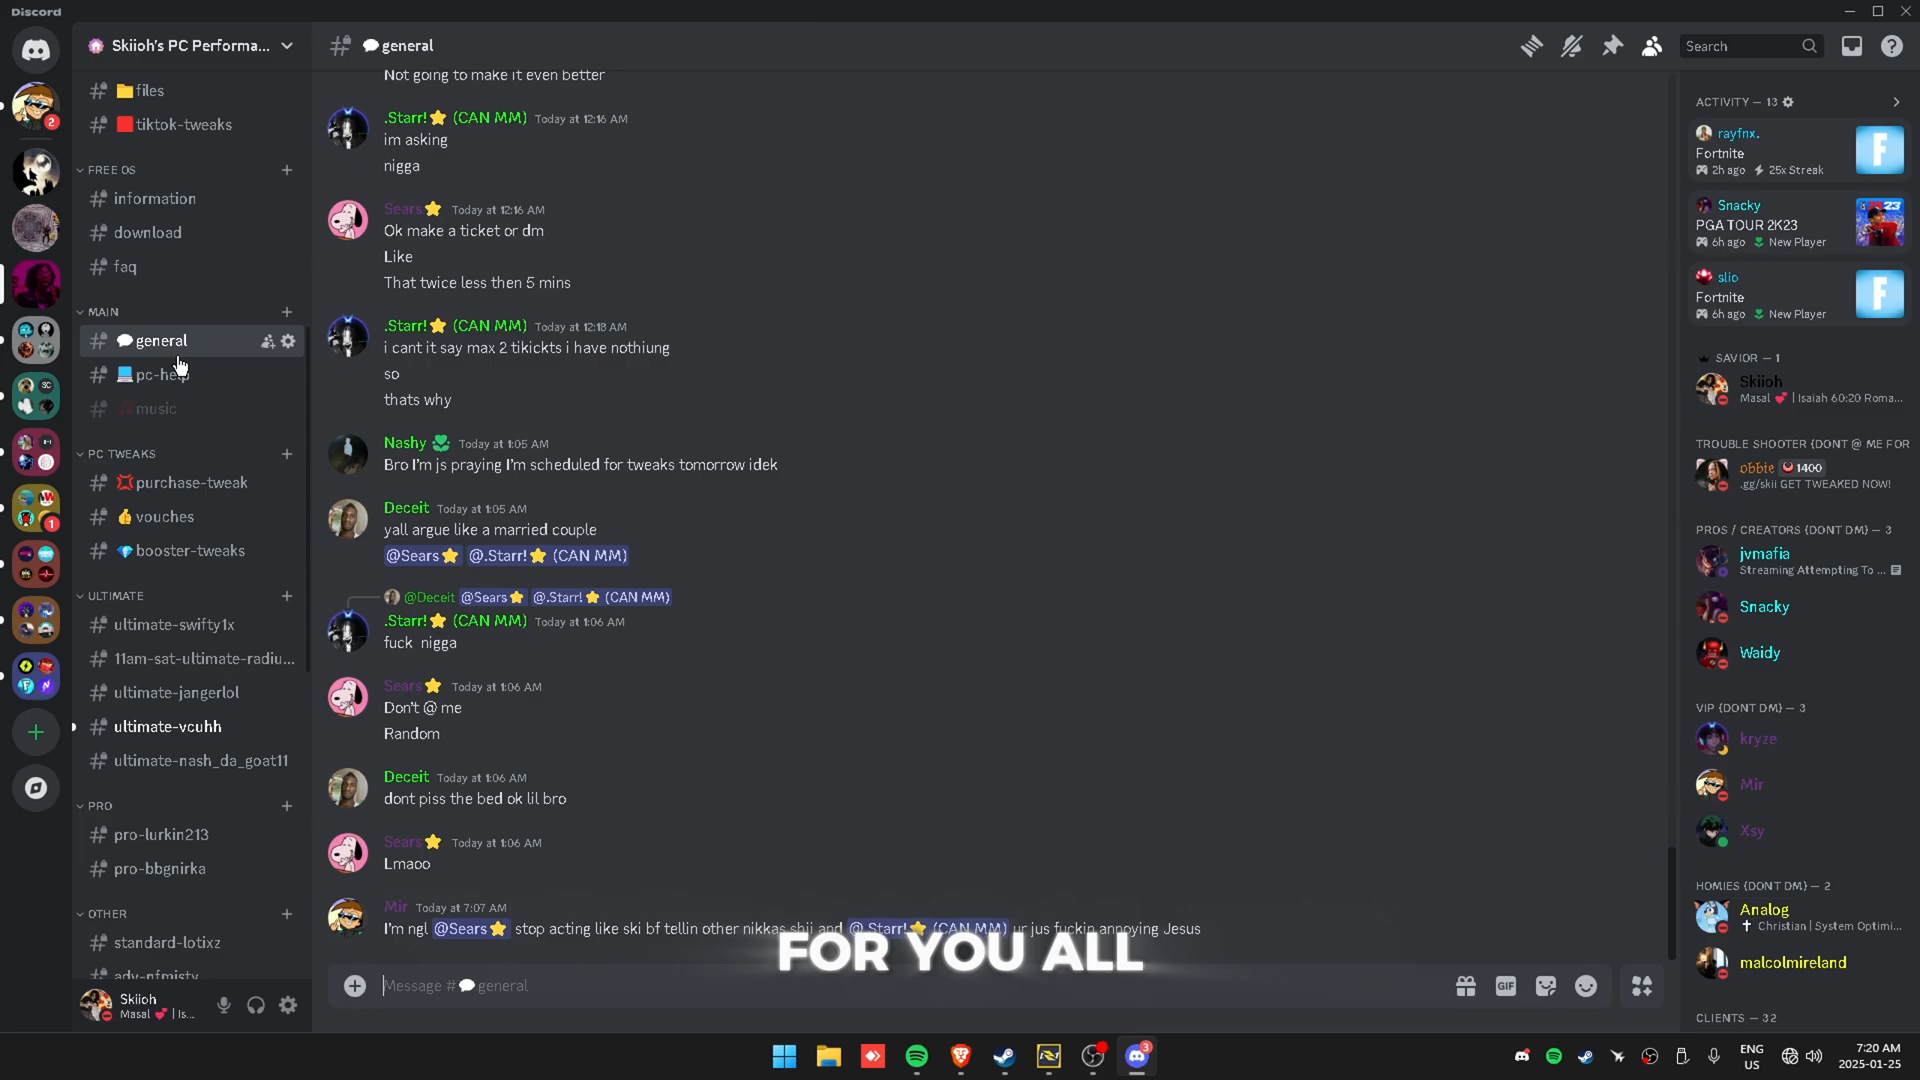 Discord
Skiioh's PC Performa...
files
tiktok-tweaks
FREE OS
information
download
faq
MAIN
general
pc-help
music
PC TWEAKS
purchase-tweak
vouches
booster-tweaks
ULTIMATE
ultimate-swifty1x
11am-sat-ultimate-radiu...
ultimate-jangerlol
ultimate-vcuhh
ultimate-nash_da_goat11
PRO
pro-lurkin213
pro-bbgnirka
OTHER
standard-lotixz
adv-nfmisty
Skiioh
Masal 💕 | Is...
# 💬general
Search
Not going to make it even better
.Starr!⭐ (CAN MM) Today at 12:16 AM
im asking
nigga
Sears⭐ Today at 12:16 AM
Ok make a ticket or dm
Like
That twice less then 5 mins
.Starr!⭐ (CAN MM) Today at 12:18 AM
i cant it say max 2 tikickts i have nothiung
so
thats why
Nashy Today at 1:05 AM
Bro I'm js praying I'm scheduled for tweaks tomorrow idek
Deceit Today at 1:05 AM
yall argue like a married couple
@Sears⭐ @.Starr!⭐ (CAN MM)
@Deceit @Sears⭐ @.Starr!⭐ (CAN MM)
.Starr!⭐ (CAN MM) Today at 1:06 AM
fuck nigga
Sears⭐ Today at 1:06 AM
Don't @ me
Random
Deceit Today at 1:06 AM
dont piss the bed ok lil bro
Sears⭐ Today at 1:06 AM
Lmaoo
Mir Today at 7:07 AM
I'm ngl @Sears⭐ stop acting like ski bf tellin other nikkas shii and @.Starr!⭐ (CAN MM) ur jus fuckin annoying Jesus
FOR YOU ALL
Message #💬general
GIF
ACTIVITY — 13
rayfnx.
Fortnite
2h ago 25x Streak
Snacky
PGA TOUR 2K23
6h ago New Player
slio
Fortnite
6h ago New Player
SAVIOR — 1
Skiioh
Masal 💕 | Isaiah 60:20 Roma...
TROUBLE SHOOTER (DONT @ ME FOR
obbie 1400
.gg/skii GET TWEAKED NOW!
PROS / CREATORS (DONT DM) — 3
jvmafia
Streaming Attempting To ...
Snacky
Waidy
VIP (DONT DM) — 3
kryze
Mir
Xsy
HOMIES (DONT DM) — 2
Analog
✝ Christian | System Optimi...
malcolmireland
CLIENTS — 32
ENG
US
7:20 AM
2025-01-25